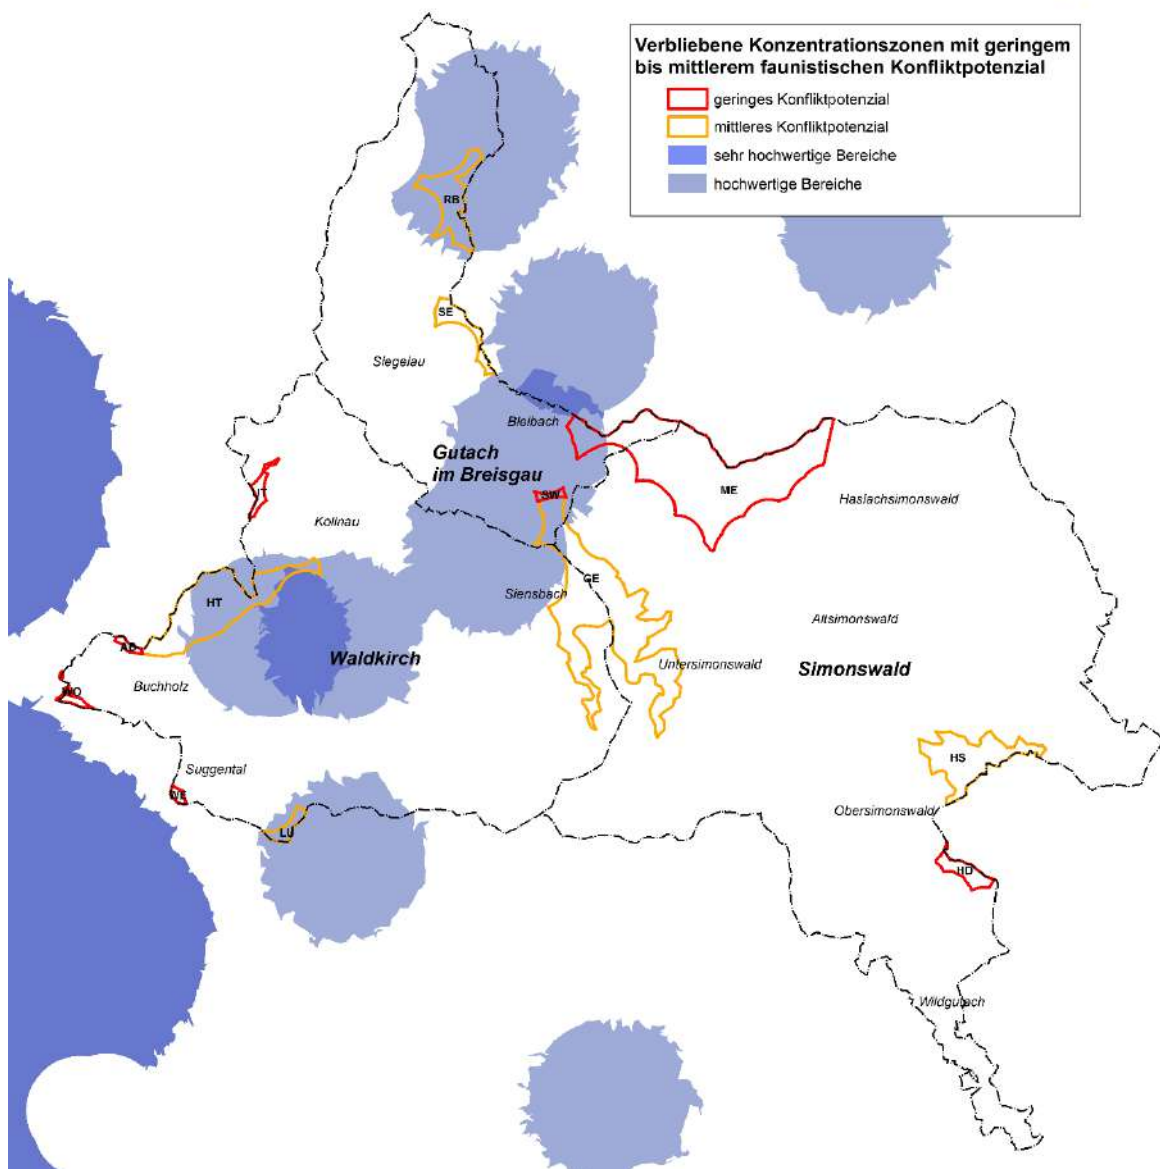 Verbliebene Konzentrationszonen mit geringem
bis mittlerem faunistischen Konfliktpotenzial
geringes Konfliktpotenzial
mittleres Konfliktpotenzial
sehr hochwertige Bereiche
hochwertige Bereiche
RB
SE
Siegelau
Bleibach
Gutach
im Breisgau
SW
ME
Haslachsimonswald
Kollnau
HT
Siensbach
GE
Altsimonswald
Untersimonswald
Waldkirch
Simonswald
AB
Buchholz
WO
HS
Suggental
Obersimonswald
LU
HD
Wildgutach